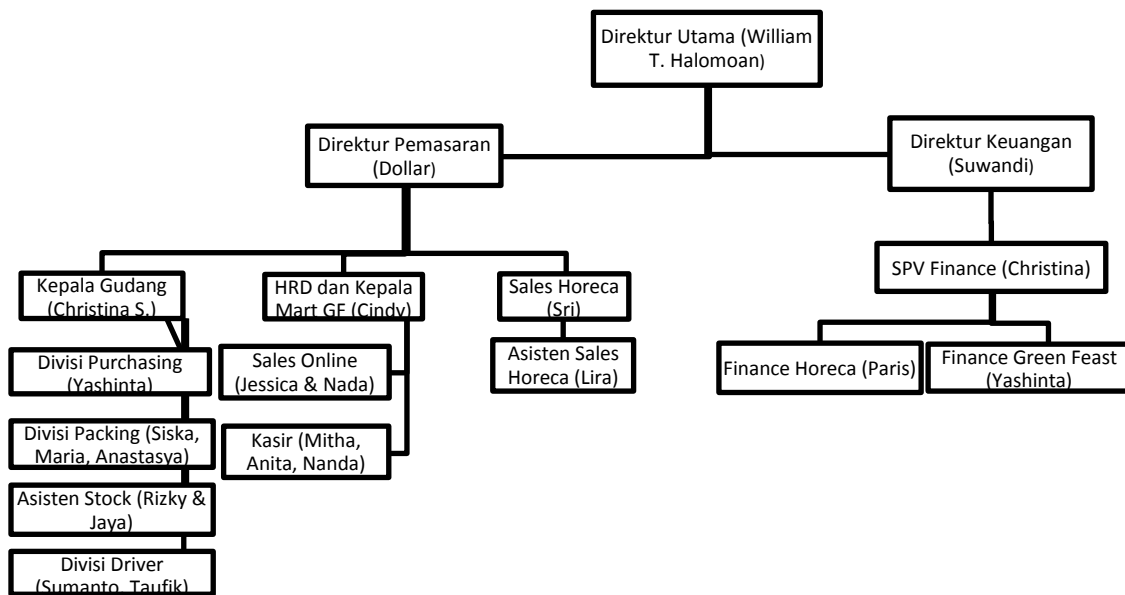 Direktur Utama (William
T. Halomoan)
Direktur Pemasaran
(Dollar)
Direktur Keuangan
(Suwandi)
Kepala Gudang
(Christina S.)
HRD dan Kepala
Mart GF (Cindy)
Sales Horeca
(Sri)
SPV Finance (Christina)
Divisi Purchasing
(Yashinta)
Sales Online
(Jessica & Nada)
Asisten Sales
Horeca (Lira)
Finance Horeca (Paris)
Finance Green Feast
(Yashinta)
Divisi Packing (Siska,
Maria, Anastasya)
Kasir (Mitha,
Anita, Nanda)
Asisten Stock (Rizky &
Jaya)
Divisi Driver
(Sumanto, Taufik)